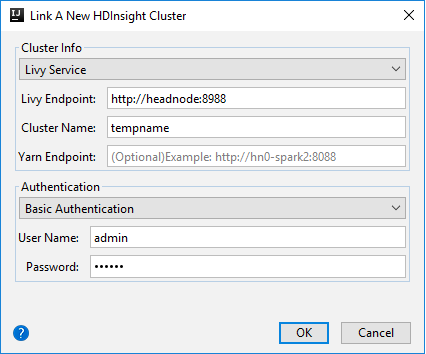 IJ Link A New HDInsight Cluster
Cluster Info
Livy Service
Livy Endpoint: http://headnode:8988
Cluster Name: tempname
Yarn Endpoint: (Optional)Example: http://hn0-spark2:8088
Authentication
Basic Authentication
User Name: admin
Password: ••••••
? OK Cancel